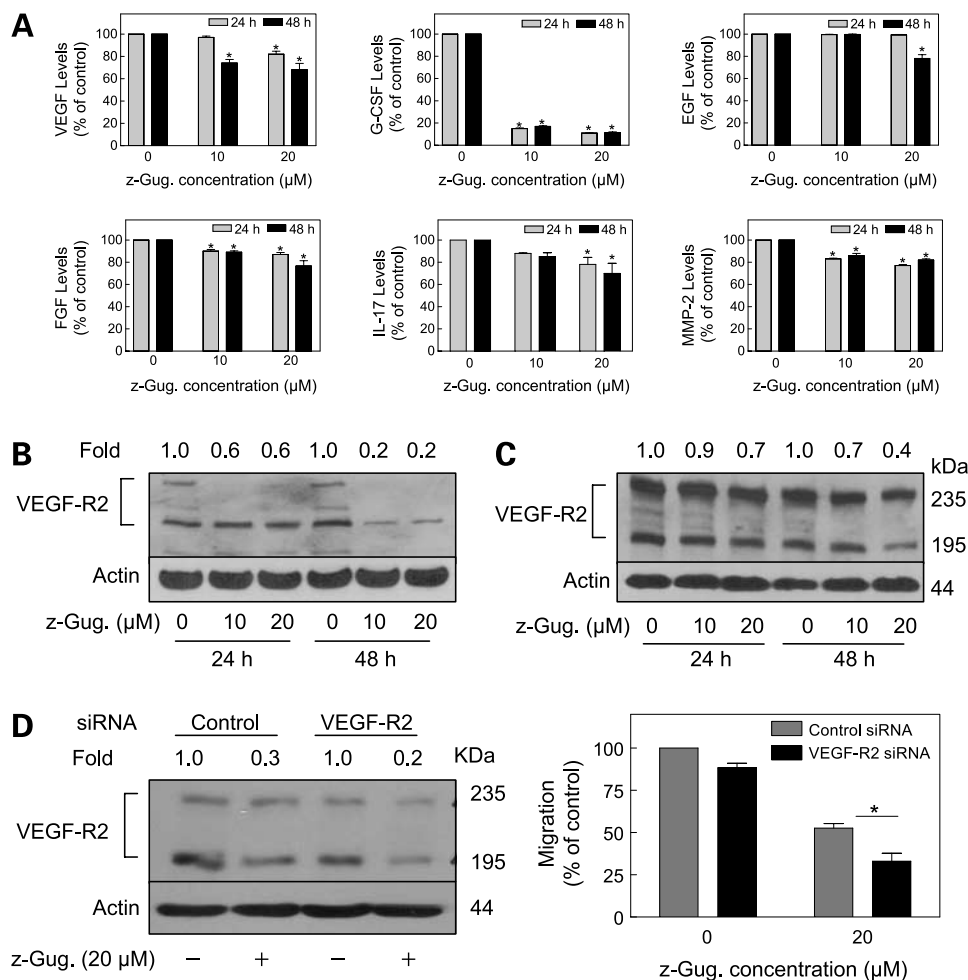 A
24 h 48 h
VEGF Levels
(% of control)
100
80
60
40
20
0
* * *
0 10 20
z-Gug. concentration (µM)
24 h 48 h
G-CSF Levels
(% of control)
100
80
60
40
20
0
* * * *
0 10 20
z-Gug. concentration (µM)
24 h 48 h
EGF Levels
(% of control)
100
80
60
40
20
0
*
0 10 20
z-Gug. concentration (µM)
24 h 48 h
FGF Levels
(% of control)
100
80
60
40
20
0
* * * *
0 10 20
z-Gug. concentration (µM)
24 h 48 h
IL-17 Levels
(% of control)
100
80
60
40
20
0
* *
0 10 20
z-Gug. concentration (µM)
24 h 48 h
MMP-2 Levels
(% of control)
100
80
60
40
20
0
* * * *
0 10 20
z-Gug. concentration (µM)
B
Fold 1.0 0.6 0.6 1.0 0.2 0.2
VEGF-R2
Actin
z-Gug. (µM) 0 10 20 0 10 20
24 h 48 h
C
1.0 0.9 0.7 1.0 0.7 0.4 kDa
VEGF-R2
235
195
Actin 44
z-Gug. (µM) 0 10 20 0 10 20
24 h 48 h
D
siRNA Control VEGF-R2
Fold 1.0 0.3 1.0 0.2 KDa
VEGF-R2
235
195
Actin 44
z-Gug. (20 µM) − + − +
Control siRNA
VEGF-R2 siRNA
Migration
(% of control)
100
75
50
25
0
*
0 20
z-Gug. concentration (µM)